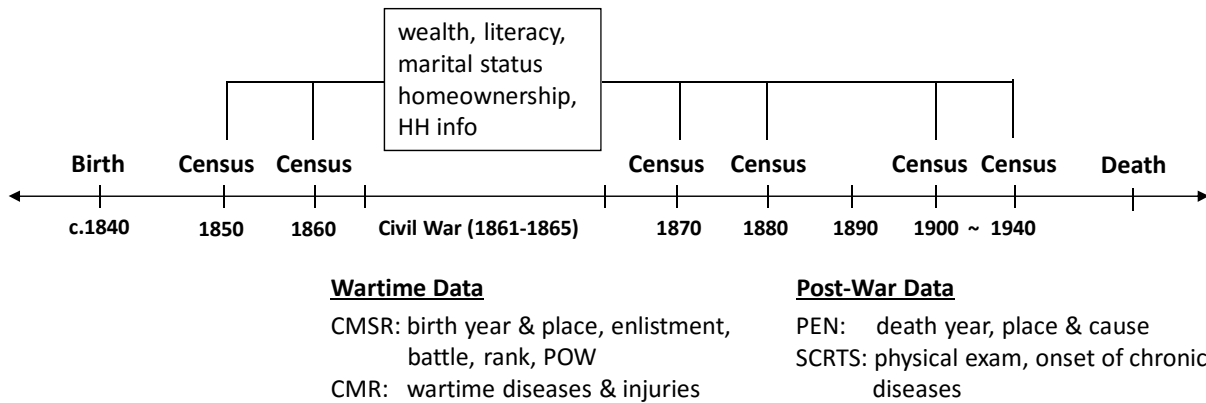 wealth, literacy,
marital status
homeownership,
HH info
Birth Census Census Census Census Census Census Death
c.1840 1850 1860 Civil War (1861-1865) 1870 1880 1890 1900 ~ 1940
Wartime Data
CMSR: birth year & place, enlistment,
battle, rank, POW
CMR: wartime diseases & injuries
Post-War Data
PEN: death year, place & cause
SCRTS: physical exam, onset of chronic
diseases